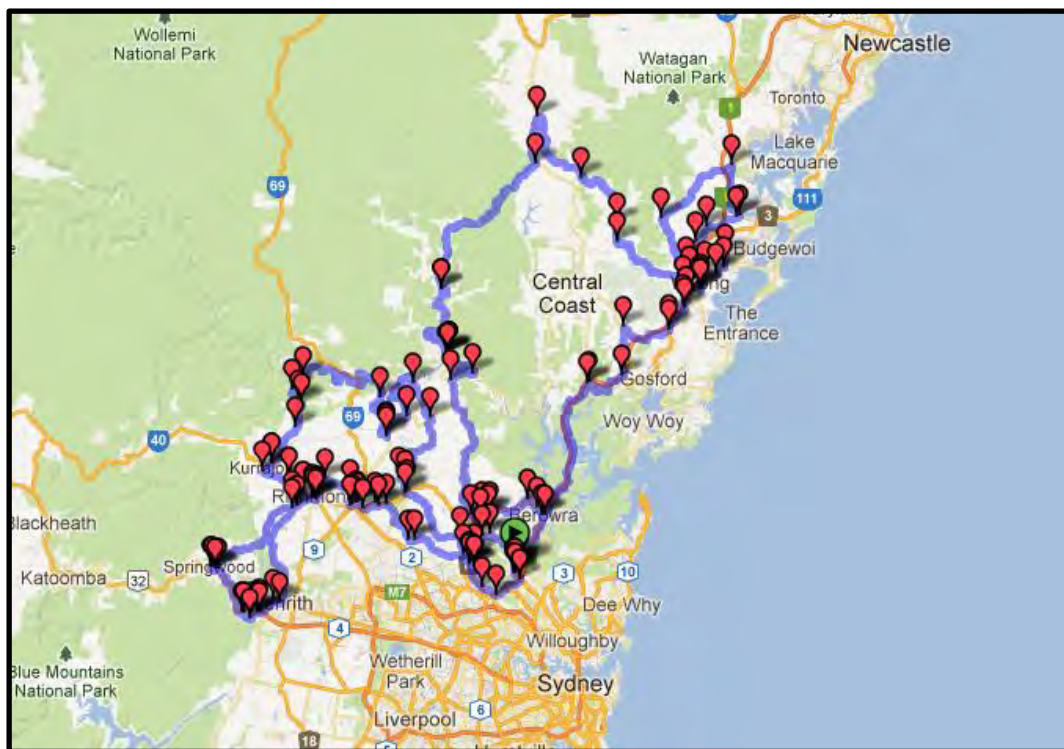 Wollemi
National Park
Newcastle
Watagan
National Park
1
Toronto
Lake
Macquarie
69
111
3
Budgewoi
Central
Coast
The
Entrance
Gosford
69
Woy Woy
40
Blackheath
Berowra
9
2
Springwood
Katoomba
32
3
10
M7
Dee Why
4
Willoughby
Wetherill
Park
Blue Mountains
National Park
Sydney
6
Liverpool
18
5